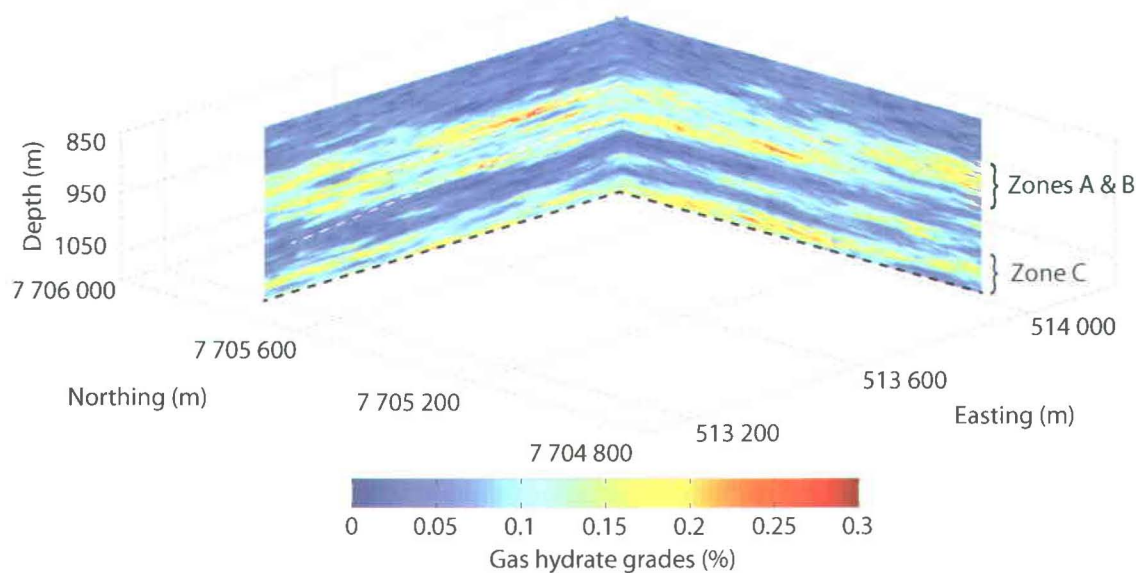 850
Zones A & B
950
Depth (m)
1050
Zone C
7 706 000
514 000
7 705 600
513 600
Northing (m)
7 705 200
Easting (m)
513 200
7 704 800
0 0.05 0.1 0.15 0.2 0.25 0.3
Gas hydrate grades (%)